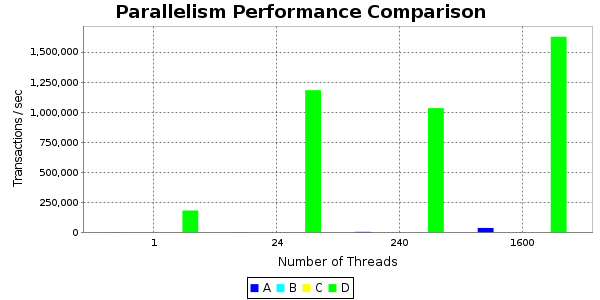 Parallelism Performance Comparison
Transactions / sec
1,500,000
1,250,000
1,000,000
750,000
500,000
250,000
0
1 24 240 1600
Number of Threads
A B C D